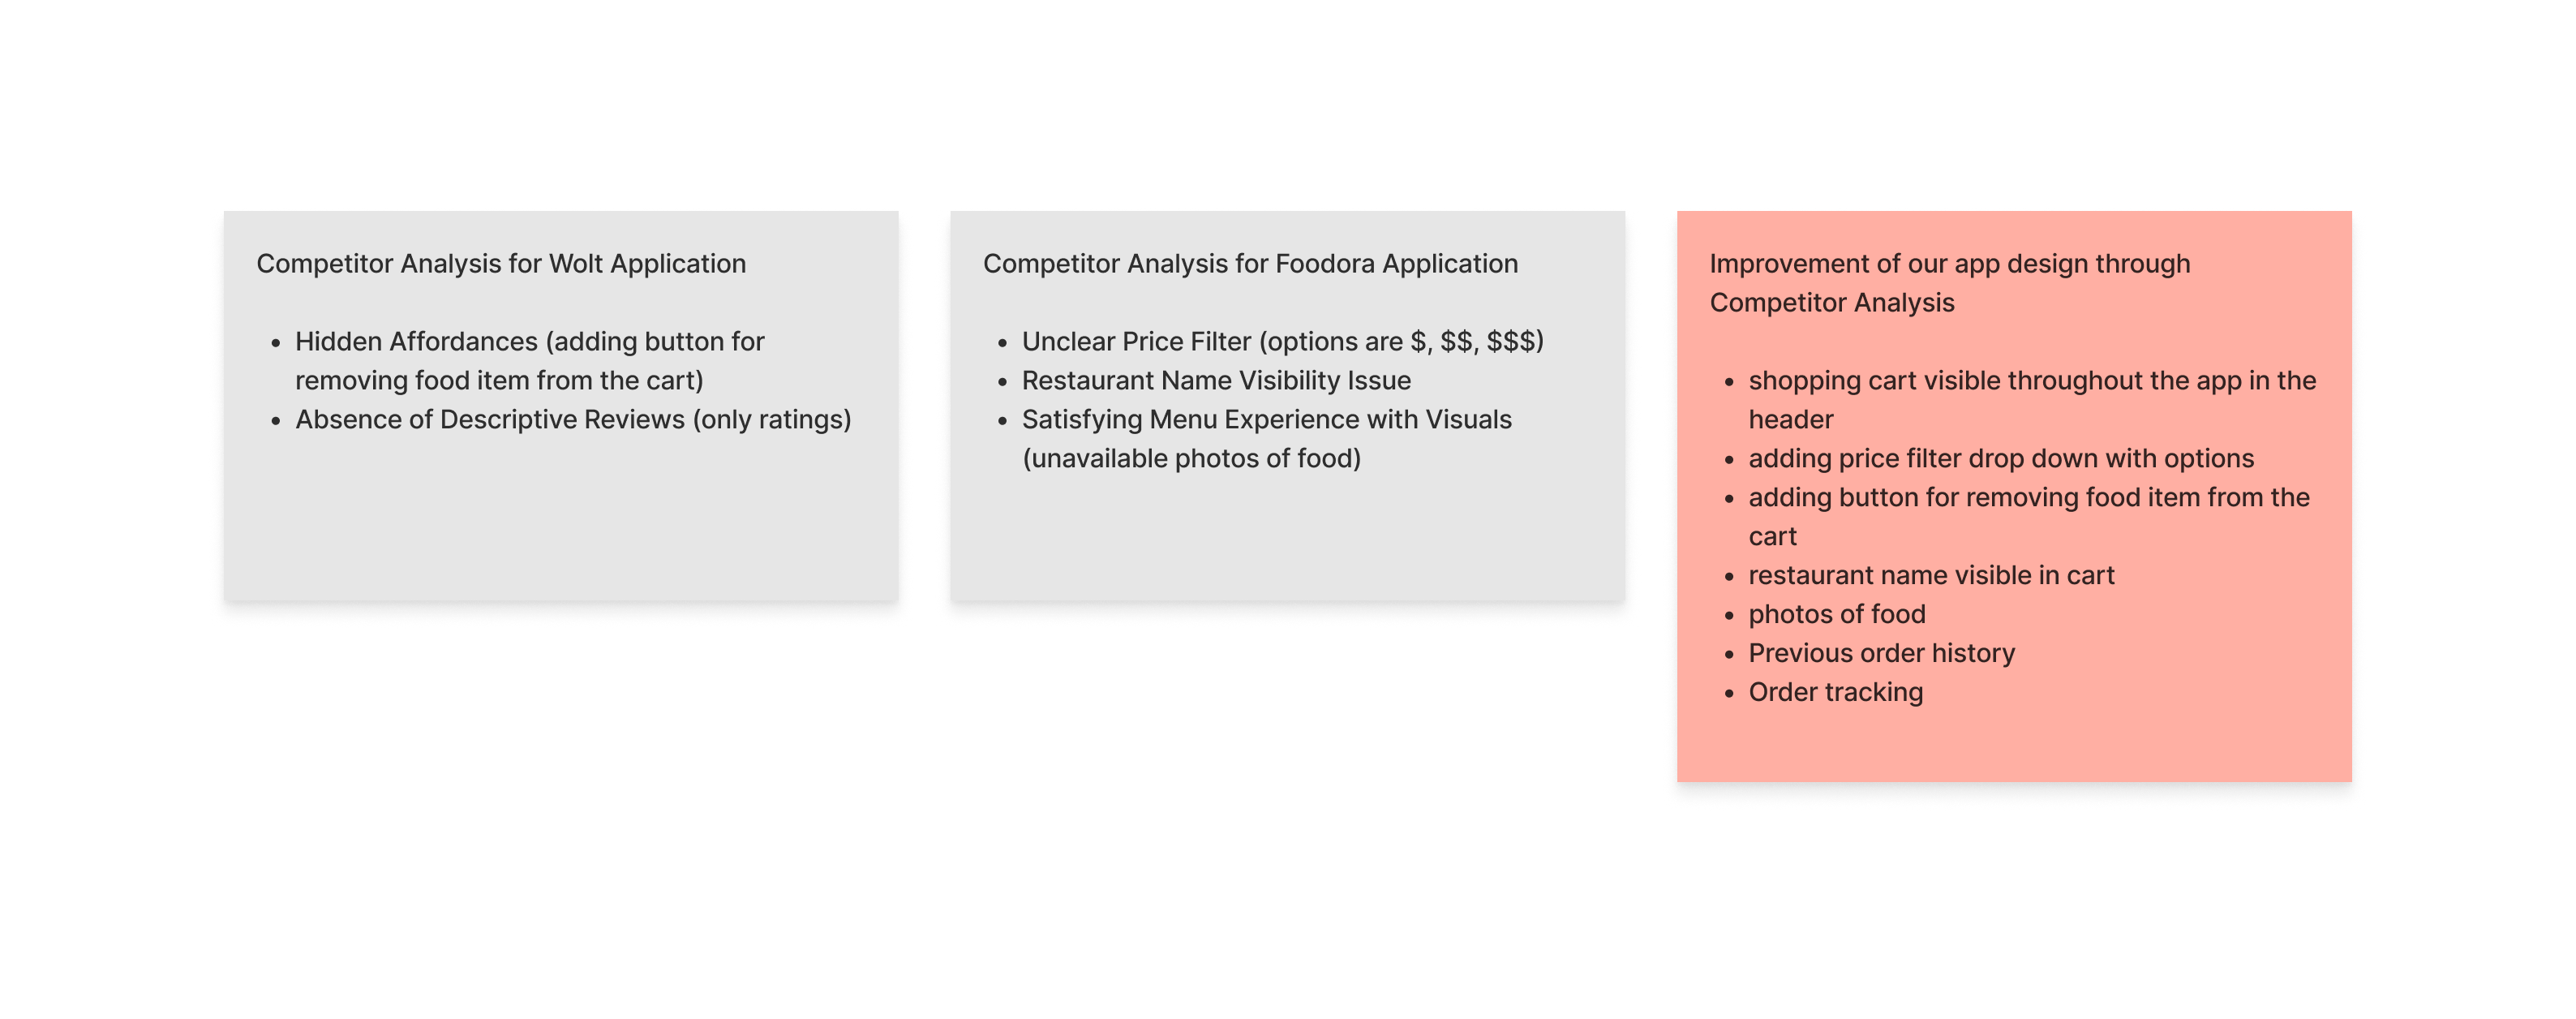 Competitor Analysis for Wolt Application
• Hidden Affordances (adding button for
removing food item from the cart)
• Absence of Descriptive Reviews (only ratings)
Competitor Analysis for Foodora Application
• Unclear Price Filter (options are $, $$, $$$)
• Restaurant Name Visibility Issue
• Satisfying Menu Experience with Visuals
(unavailable photos of food)
Improvement of our app design through
Competitor Analysis
• shopping cart visible throughout the app in the
header
• adding price filter drop down with options
• adding button for removing food item from the
cart
• restaurant name visible in cart
• photos of food
• Previous order history
• Order tracking